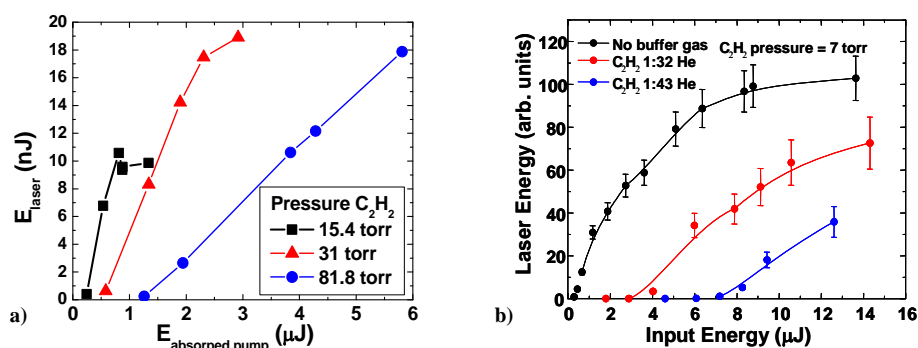 20
18
16
14
12
10
8
6
4
2
0
E_laser (nJ)
Pressure C₂H₂
15.4 torr
31 torr
81.8 torr
0 1 2 3 4 5 6
E_absorped pump (μJ)
a)
120
100
80
60
40
20
0
Laser Energy (arb. units)
No buffer gas C₂H₂ pressure = 7 torr
C₂H₂ 1:32 He
C₂H₂ 1:43 He
0 2 4 6 8 10 12 14 16
Input Energy (μJ)
b)